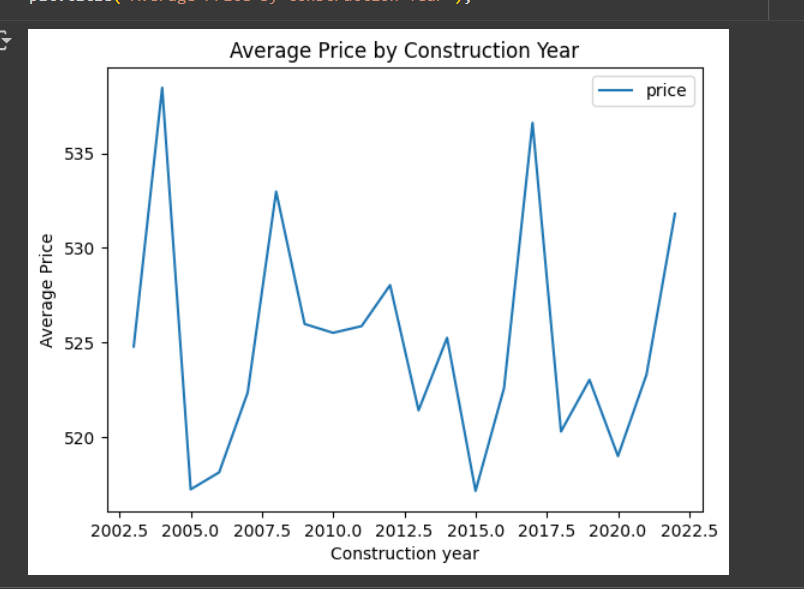 Average Price by Construction Year
price
Average Price
535
530
525
520
2002.5 2005.0 2007.5 2010.0 2012.5 2015.0 2017.5 2020.0 2022.5
Construction year